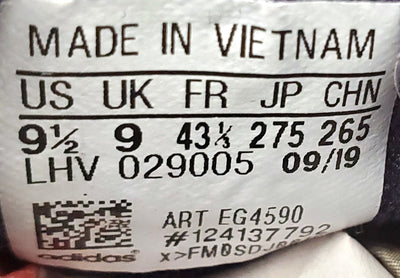 MADE IN VIETNAM
US UK FR JP CHN
9½ 9 43⅓ 275 265
LHV 029005 09/19
ART EG4590
#124137792
adidas